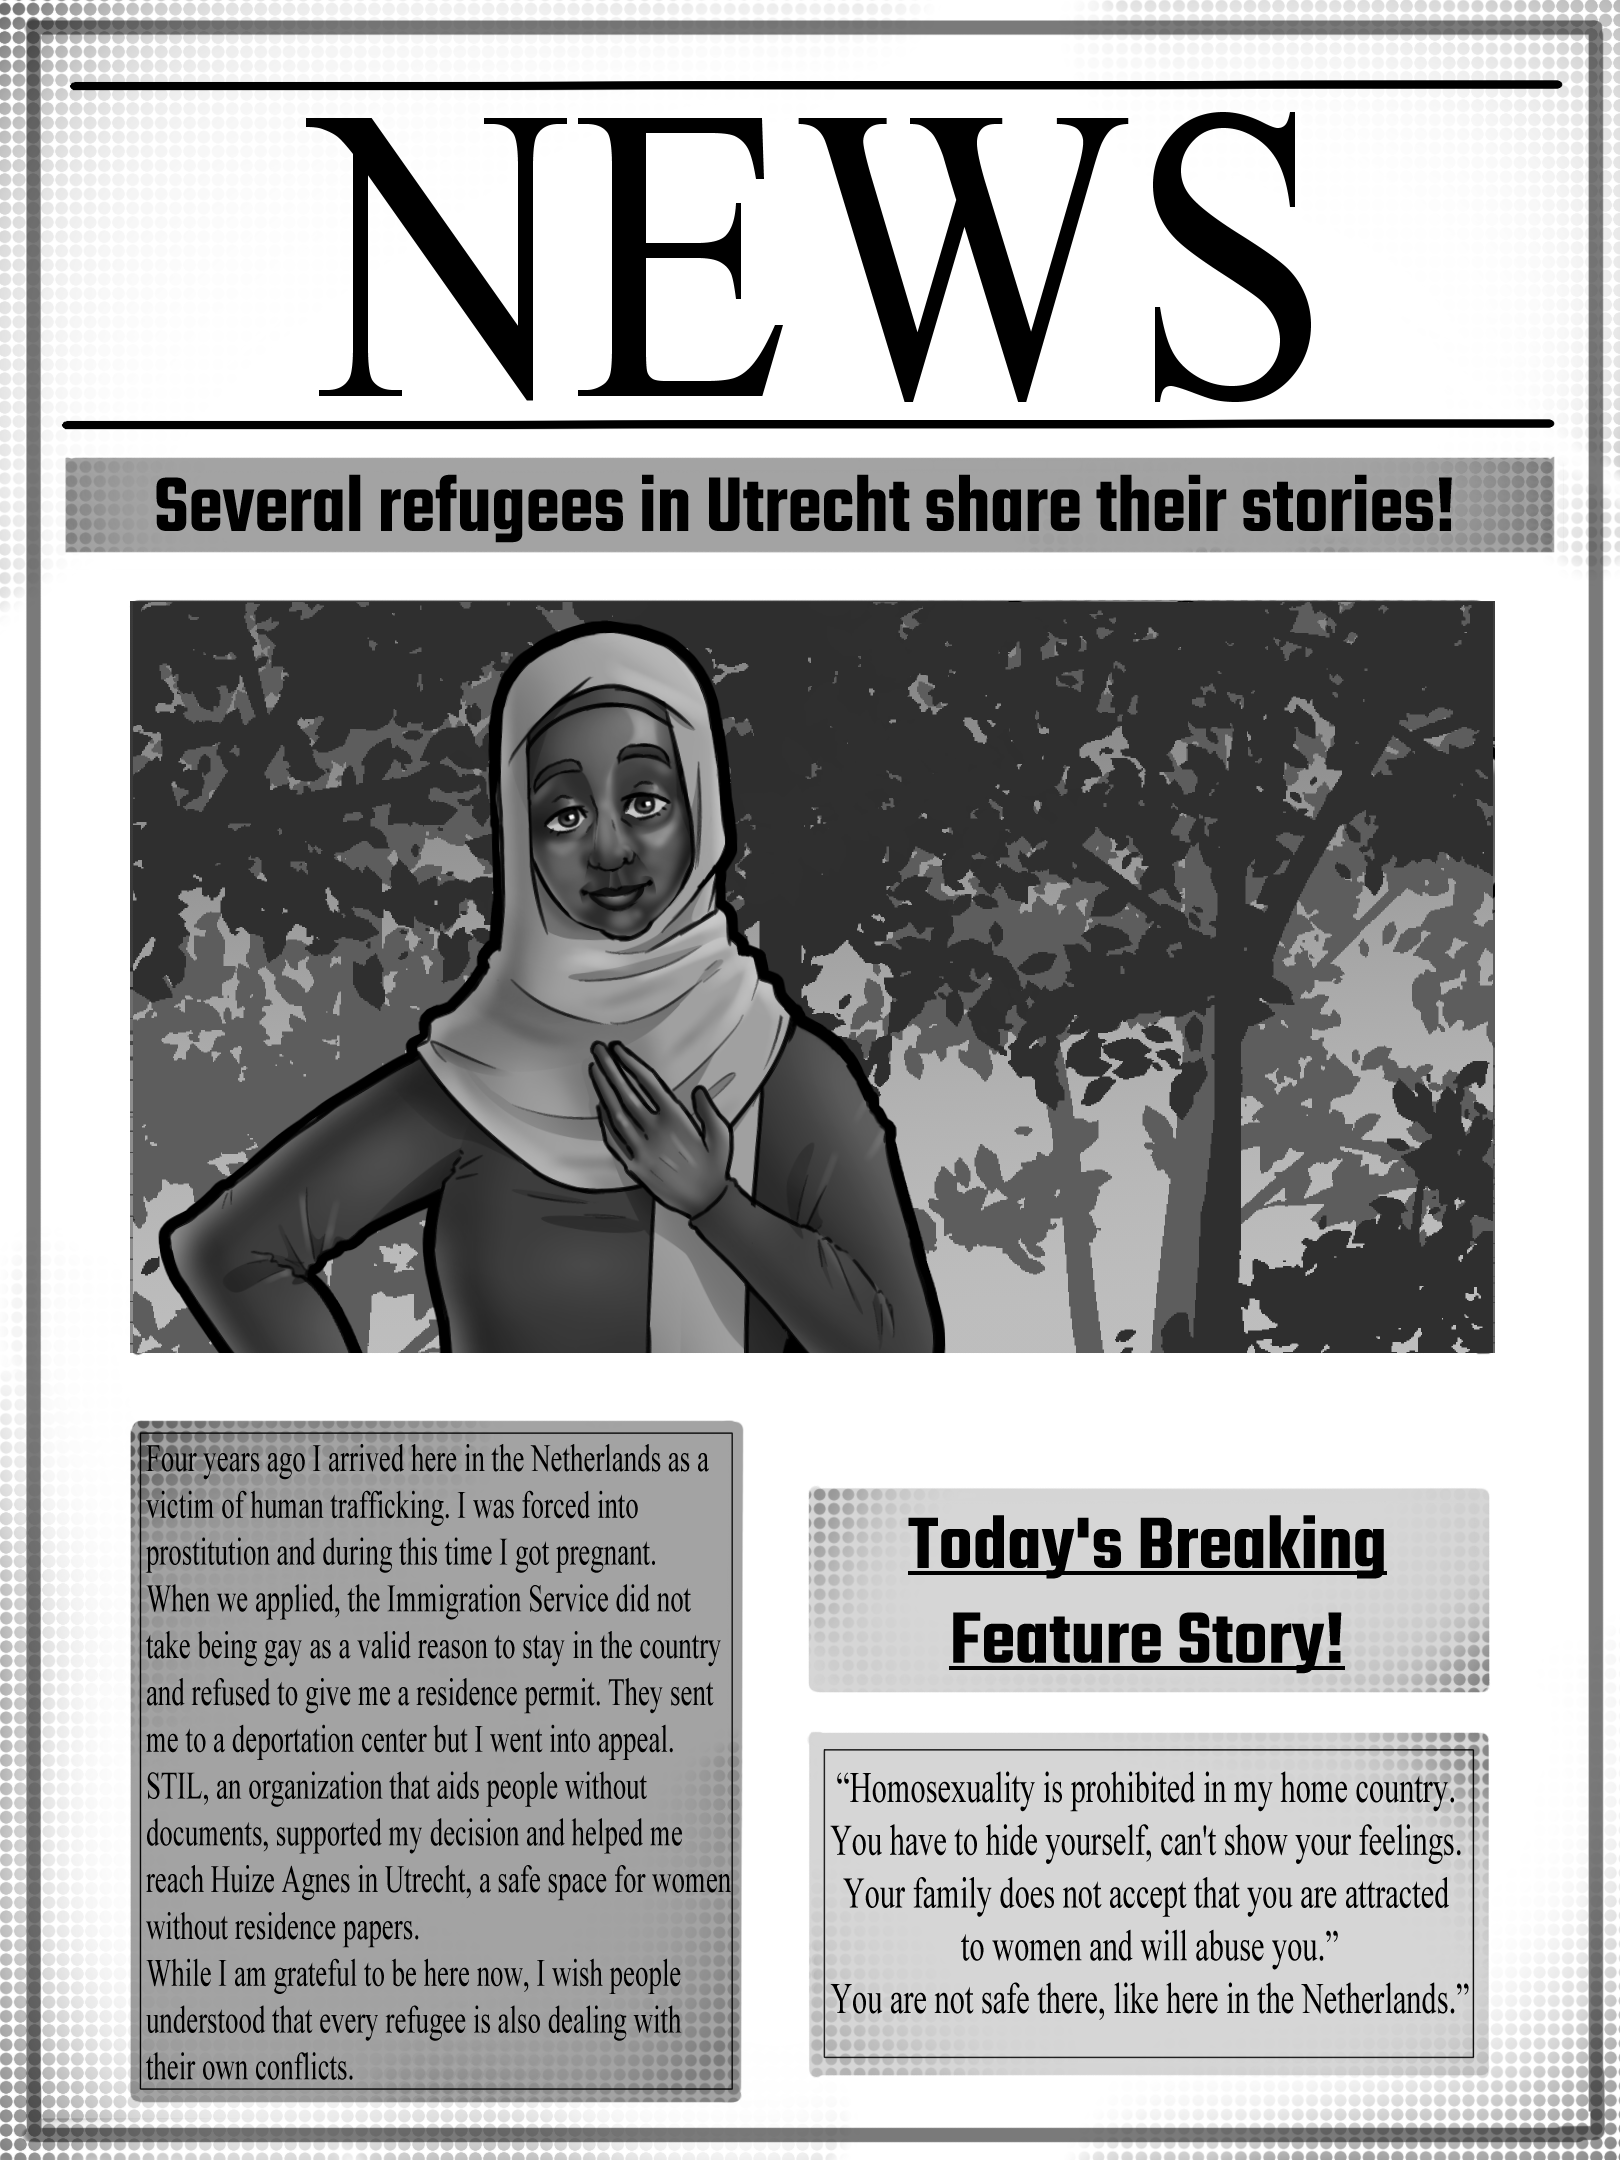 NEWS
Several refugees in Utrecht share their stories!
Four years ago I arrived here in the Netherlands as a
victim of human trafficking. I was forced into
prostitution and during this time I got pregnant.
When we applied, the Immigration Service did not
take being gay as a valid reason to stay in the country
and refused to give me a residence permit. They sent
me to a deportation center but I went into appeal.
STIL, an organization that aids people without
documents, supported my decision and helped me
reach Huize Agnes in Utrecht, a safe space for women
without residence papers.
While I am grateful to be here now, I wish people
understood that every refugee is also dealing with
their own conflicts.
Today's Breaking
Feature Story!
“Homosexuality is prohibited in my home country.
You have to hide yourself, can't show your feelings.
Your family does not accept that you are attracted
to women and will abuse you.”
You are not safe there, like here in the Netherlands.”